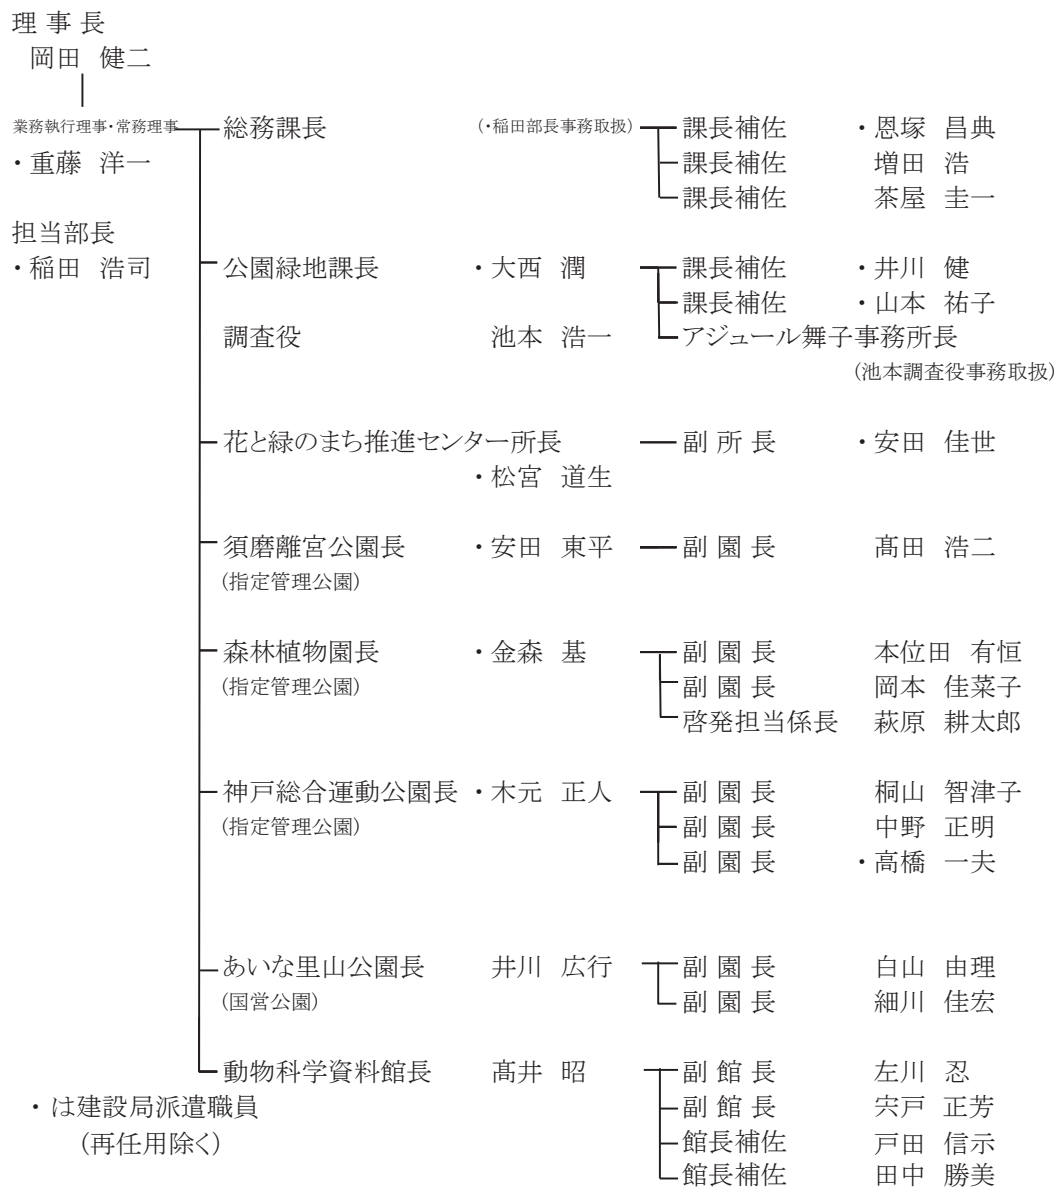 理 事 長
岡田 健二
業務執行理事・常務理事 総務課長 (・稲田部長事務取扱) 課長補佐 ・恩塚 昌典
・重藤 洋一 課長補佐 増田 浩
課長補佐 茶屋 圭一
担当部長
・稲田 浩司 公園緑地課長 ・大西 潤 課長補佐 ・井川 健
課長補佐 ・山本 祐子
調査役 池本 浩一 アジュール舞子事務所長
(池本調査役事務取扱)
花と緑のまち推進センター所長 副 所 長 ・安田 佳世
・松宮 道生
須磨離宮公園長 ・安田 東平 副 園 長 髙田 浩二
(指定管理公園)
森林植物園長 ・金森 基 副 園 長 本位田 有恒
(指定管理公園) 副 園 長 岡本 佳菜子
啓発担当係長 萩原 耕太郎
神戸総合運動公園長 ・木元 正人 副 園 長 桐山 智津子
(指定管理公園) 副 園 長 中野 正明
副 園 長 ・高橋 一夫
あいな里山公園長 井川 広行 副 園 長 白山 由理
(国営公園) 副 園 長 細川 佳宏
動物科学資料館長 髙井 昭 副 館 長 左川 忍
・は建設局派遣職員 副 館 長 宍戸 正芳
(再任用除く) 館長補佐 戸田 信示
館長補佐 田中 勝美